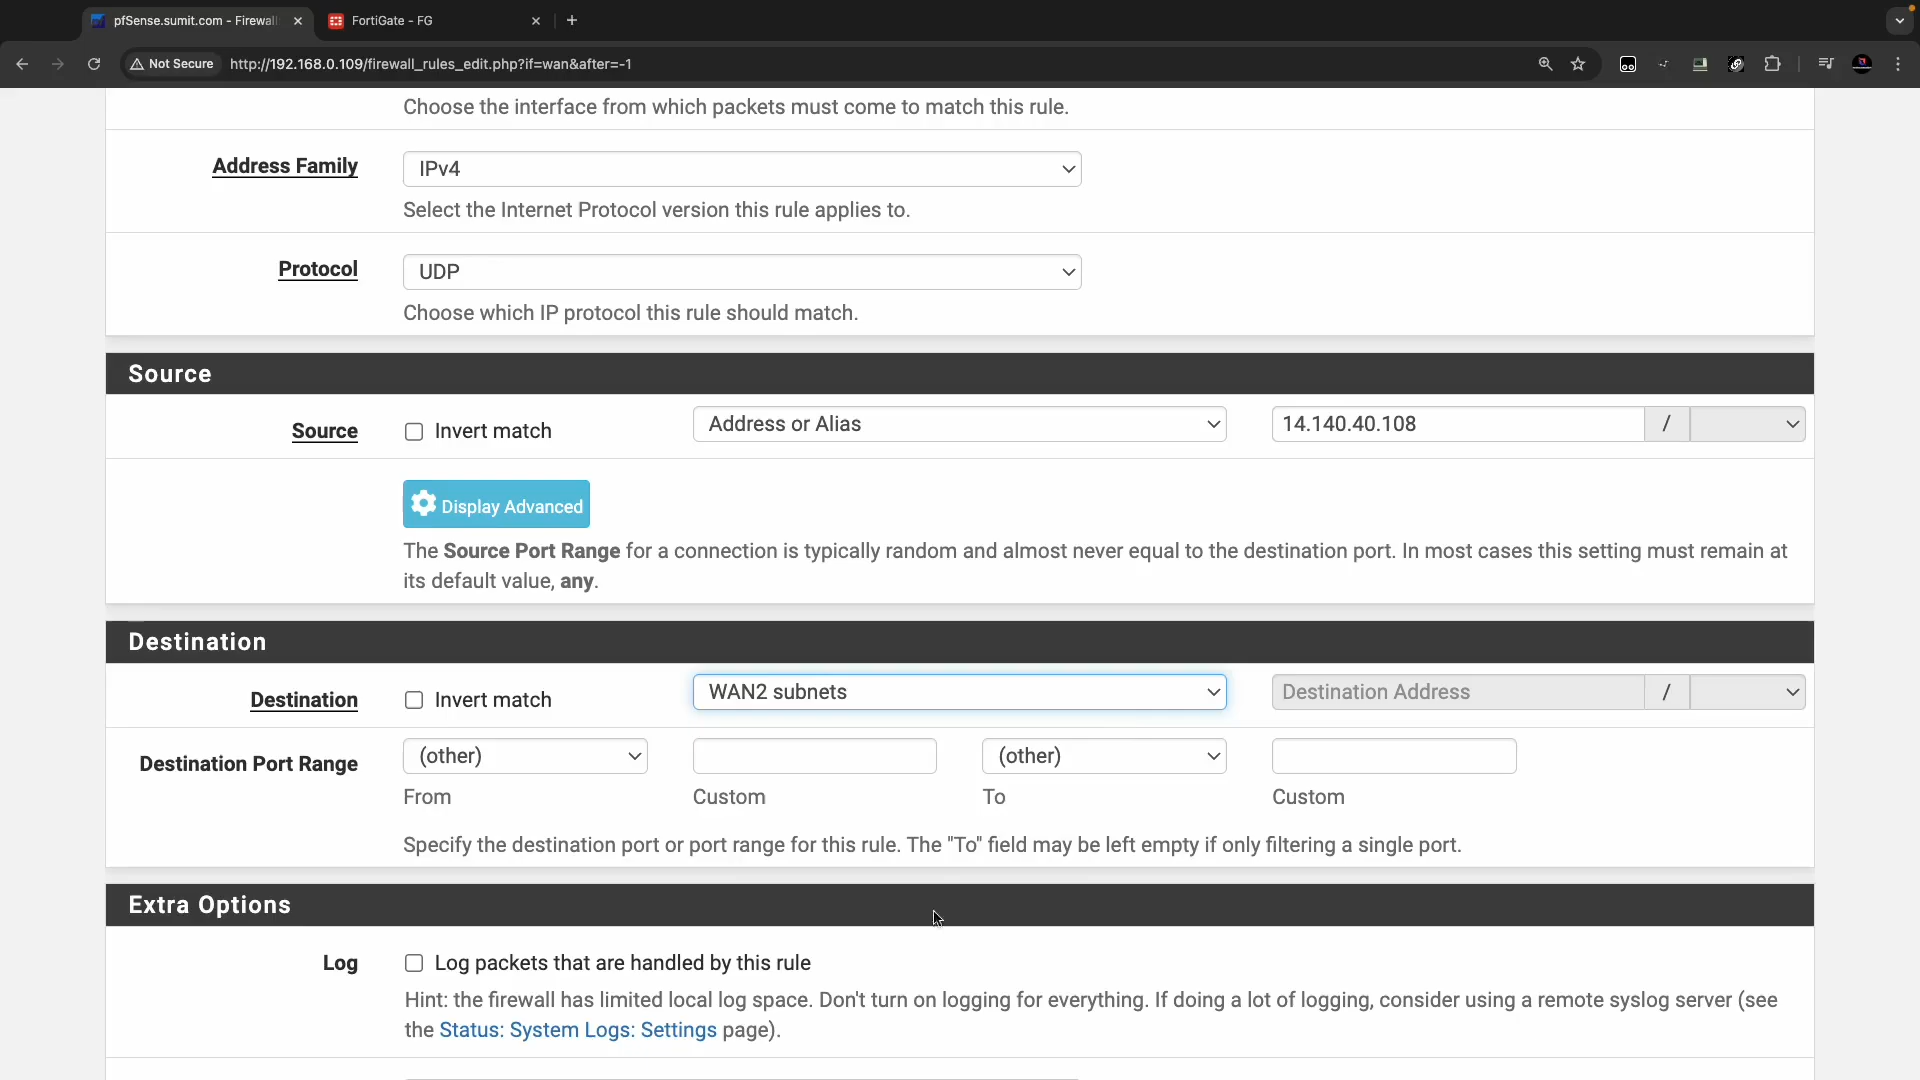 pfSense.sumit.com - Firewall
FortiGate - FG
Not Secure
http://192.168.0.109/firewall_rules_edit.php?if=wan&after=-1
Choose the interface from which packets must come to match this rule.
Address Family
IPv4
Select the Internet Protocol version this rule applies to.
Protocol
UDP
Choose which IP protocol this rule should match.
Source
Source
Invert match
Address or Alias
14.140.40.108
/
Display Advanced
The Source Port Range for a connection is typically random and almost never equal to the destination port. In most cases this setting must remain at
its default value, any.
Destination
Destination
Invert match
WAN2 subnets
Destination Address
/
Destination Port Range
(other)
(other)
From
Custom
To
Custom
Specify the destination port or port range for this rule. The "To" field may be left empty if only filtering a single port.
Extra Options
Log
Log packets that are handled by this rule
Hint: the firewall has limited local log space. Don't turn on logging for everything. If doing a lot of logging, consider using a remote syslog server (see
the Status: System Logs: Settings page).